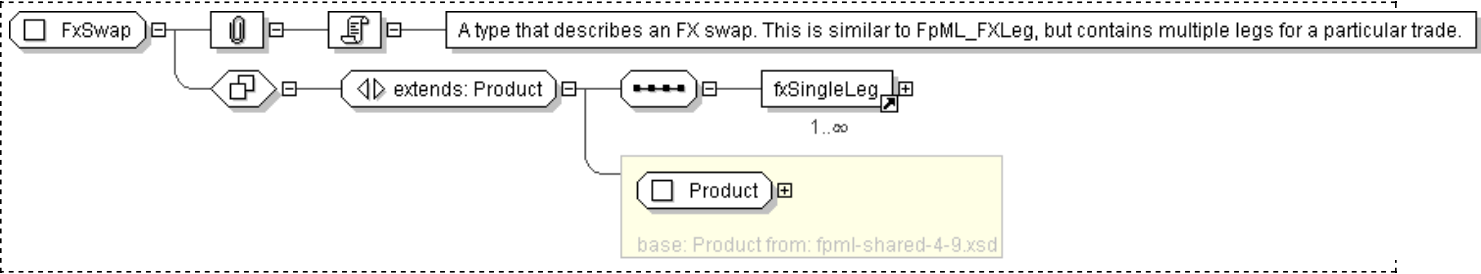 FxSwap
A type that describes an FX swap. This is similar to FpML_FXLeg, but contains multiple legs for a particular trade.
extends: Product
fxSingleLeg
1..∞
Product
base: Product from: fpml-shared-4-9.xsd